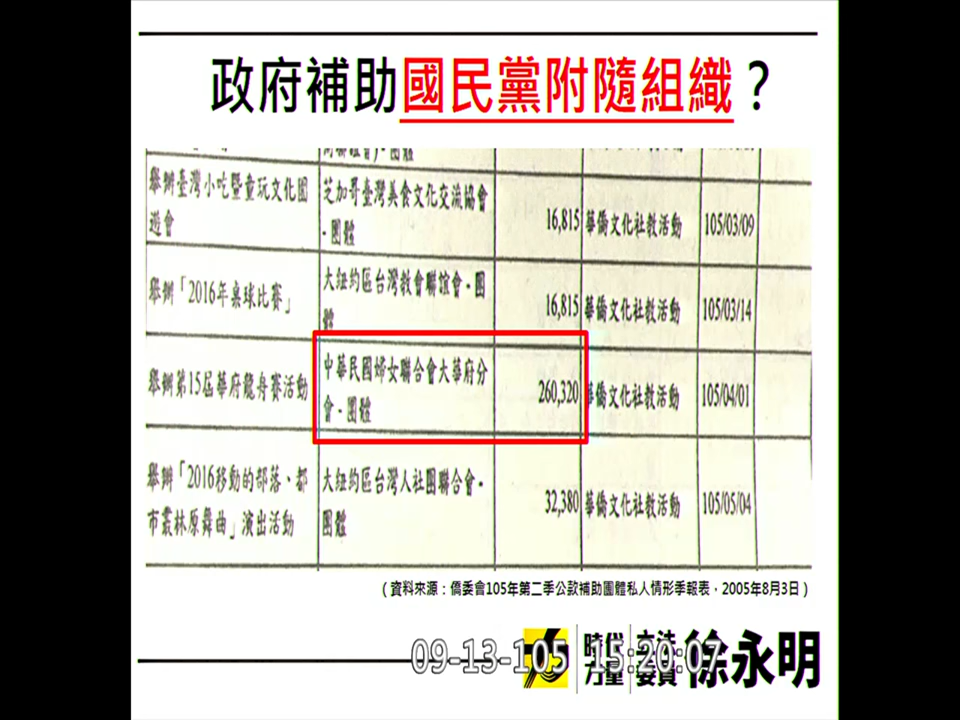 政府補助國民黨附隨組織？
商聯誼會)-團體
舉辦臺灣小吃暨童玩文化園遊會
芝加哥臺灣美食文化交流協會-團體
16,815
華僑文化社教活動
105/03/09
舉辦「2016年桌球比賽」
大紐約區台灣教會聯誼會-團體
16,815
華僑文化社教活動
105/03/14
舉辦第15屆華府龍舟賽活動
中華民國婦女聯合會大華府分會-團體
260,320
華僑文化社教活動
105/04/01
舉辦「2016移動的部落、都市叢林原舞曲」演出活動
大紐約區台灣人社團聯合會-團體
32,380
華僑文化社教活動
105/05/04
（資料來源：僑委會105年第二季公款補助團體私人情形季報表，2005年8月3日）
時代力量
立法委員
徐永明
09-13-105 15:20:07